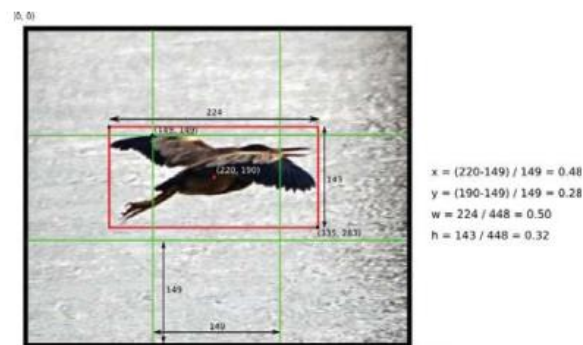 (0, 0)
224
(149, 149)
(220, 190)
143
(335, 283)
149
149
x = (220-149) / 149 = 0.48
y = (190-149) / 149 = 0.28
w = 224 / 448 = 0.50
h = 143 / 448 = 0.32